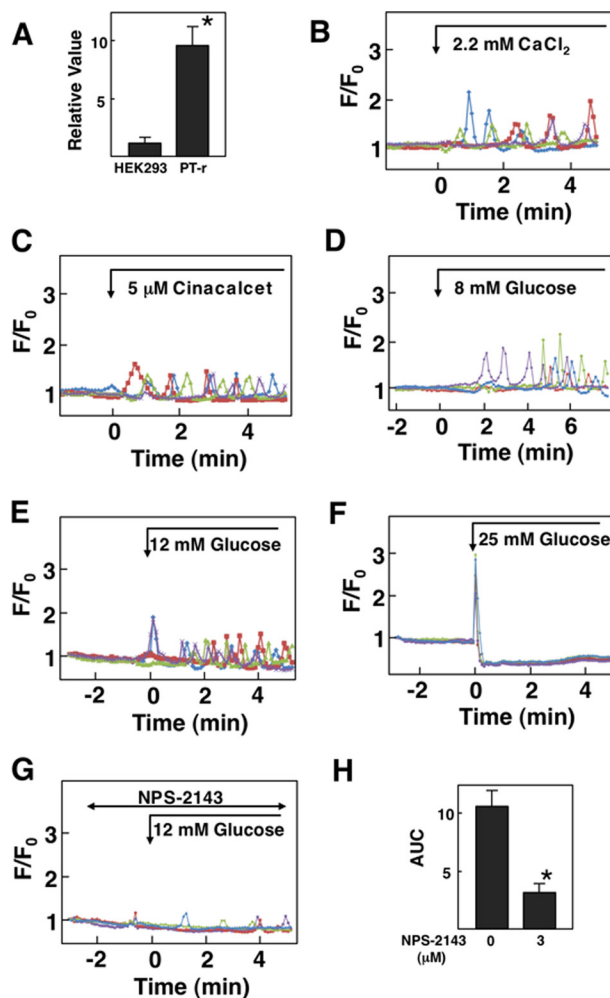 A
Relative Value
10
5
*
HEK293 PT-r
B
F/F0
3
2
1
2.2 mM CaCl2
0 2 4
Time (min)
C
F/F0
3
2
1
5 µM Cinacalcet
0 2 4
Time (min)
D
F/F0
3
2
1
8 mM Glucose
-2 0 2 4 6
Time (min)
E
F/F0
3
2
1
12 mM Glucose
-2 0 2 4
Time (min)
F
F/F0
3
2
1
25 mM Glucose
-2 0 2 4
Time (min)
G
F/F0
3
2
1
NPS-2143
12 mM Glucose
-2 0 2 4
Time (min)
H
AUC
10
5
*
NPS-2143 0 3
(µM)